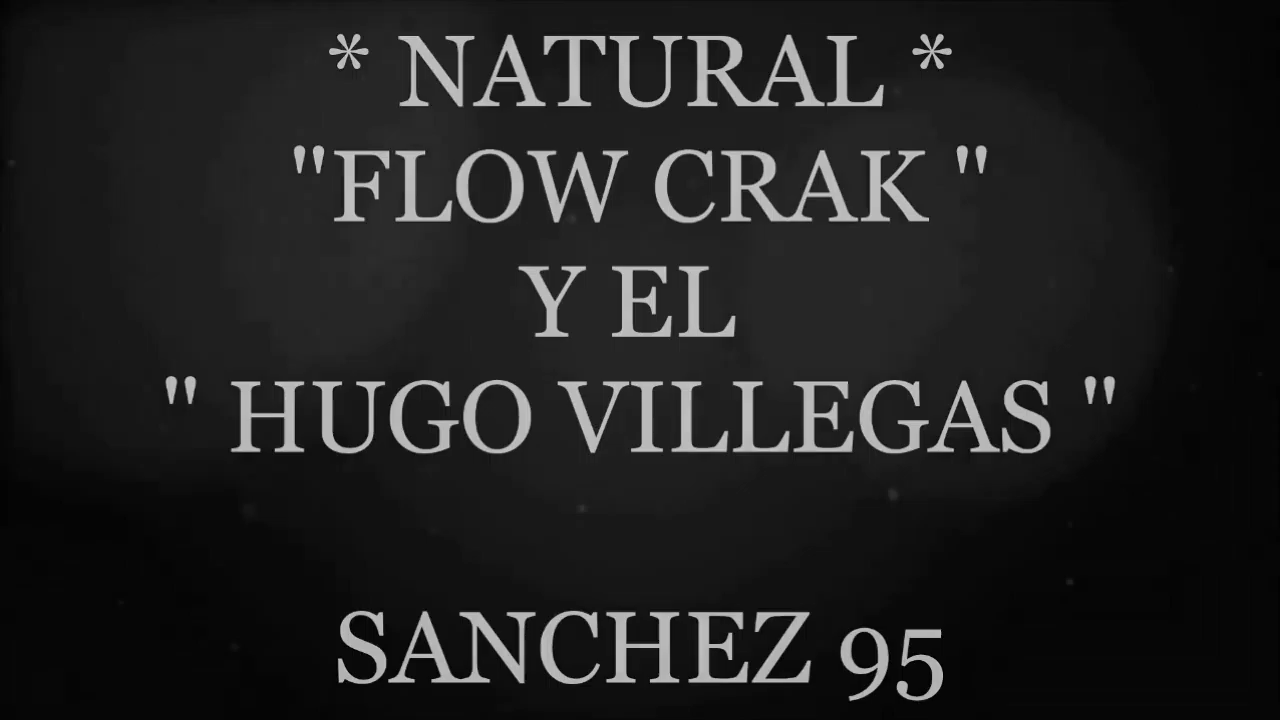 * NATURAL *
"FLOW CRAK "
Y EL
" HUGO VILLEGAS "
SANCHEZ 95